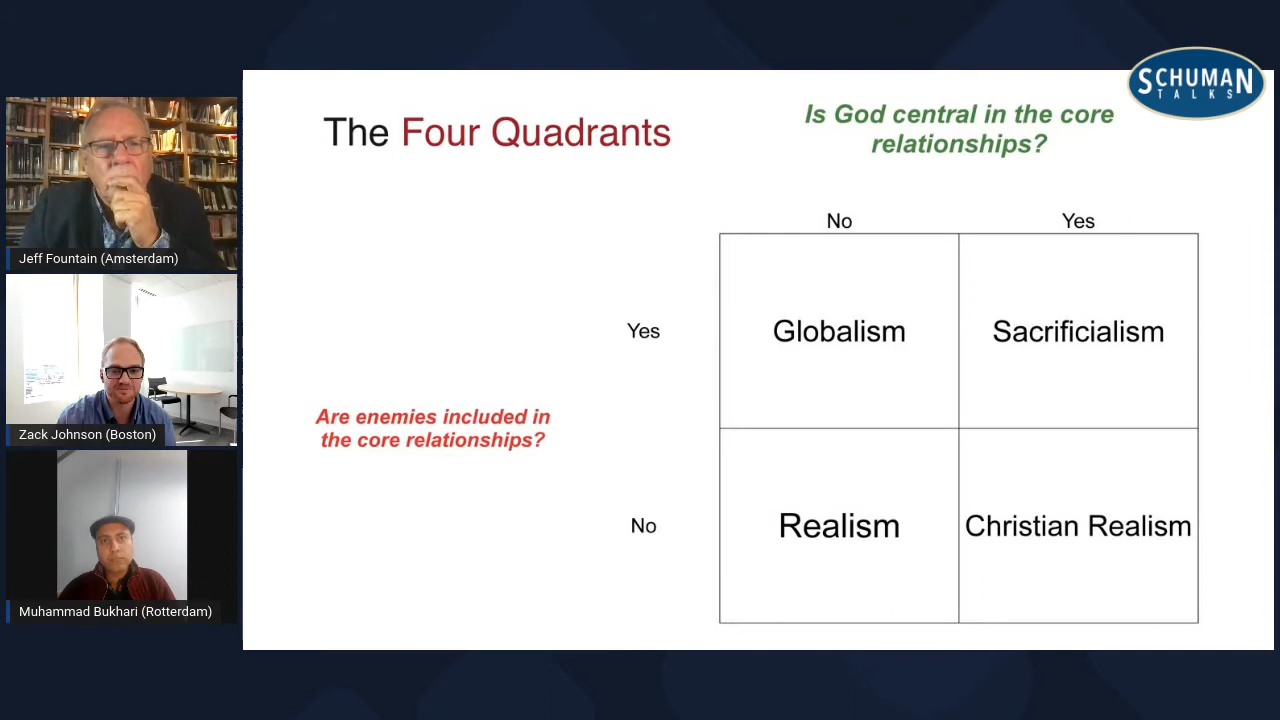 SCHUMAN
TALKS
The Four Quadrants
Is God central in the core
relationships?
No
Yes
Yes
Globalism
Sacrificialism
Are enemies included in
the core relationships?
No
Realism
Christian Realism
Jeff Fountain (Amsterdam)
Zack Johnson (Boston)
Muhammad Bukhari (Rotterdam)